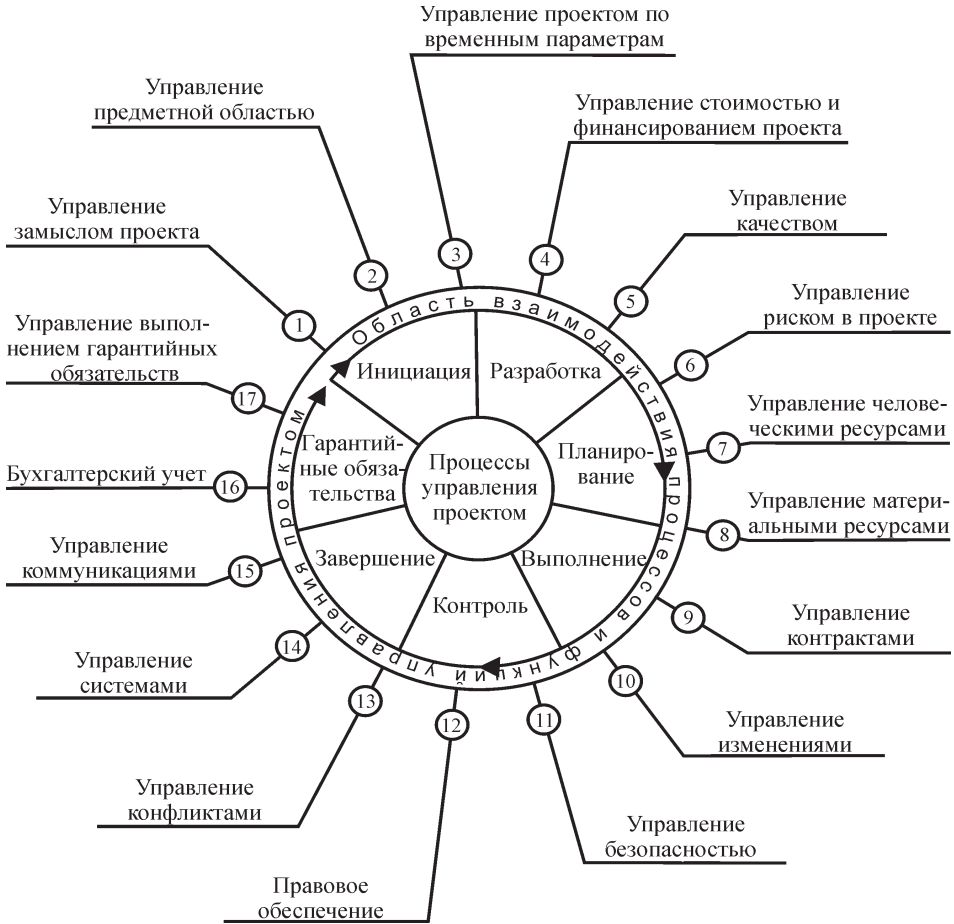 Управление проектом по
временным параметрам
Управление
предметной областью
Управление стоимостью и
финансированием проекта
Управление
замыслом проекта
Управление
качеством
Управление
риском в проекте
Управление выпол-
нением гарантийных
обязательств
Управление челове-
ческими ресурсами
Бухгалтерский учет
Управление матери-
альными ресурсами
Управление
коммуникациями
Управление
контрактами
Управление
системами
Управление
изменениями
Управление
конфликтами
Управление
безопасностью
Правовое
обеспечение
1
2
3
4
5
6
7
8
9
10
11
12
13
14
15
16
17
Область взаимодействия процессов и функций управления проектом
Инициация
Разработка
Планиро-
вание
Выполнение
Контроль
Завершение
Гарантий-
ные обяза-
тельства
Процессы
управления
проектом